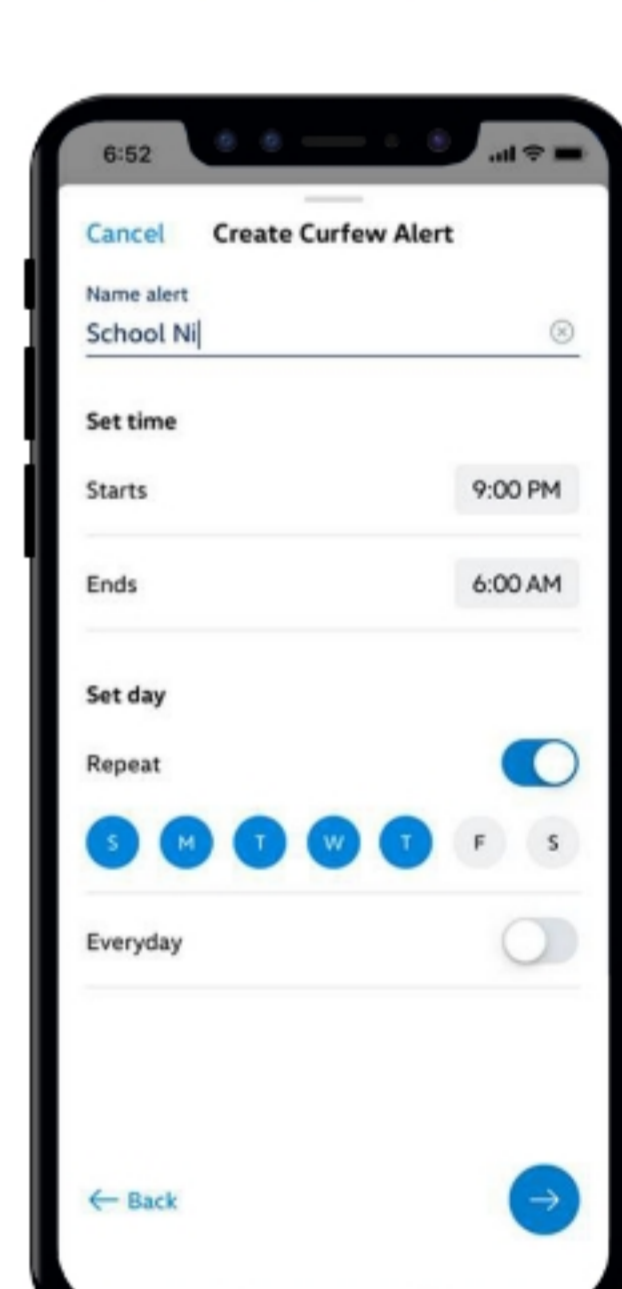 6:52
Cancel Create Curfew Alert
Name alert
School Ni
Set time
Starts 9:00 PM
Ends 6:00 AM
Set day
Repeat
S M T W T F S
Everyday
← Back →